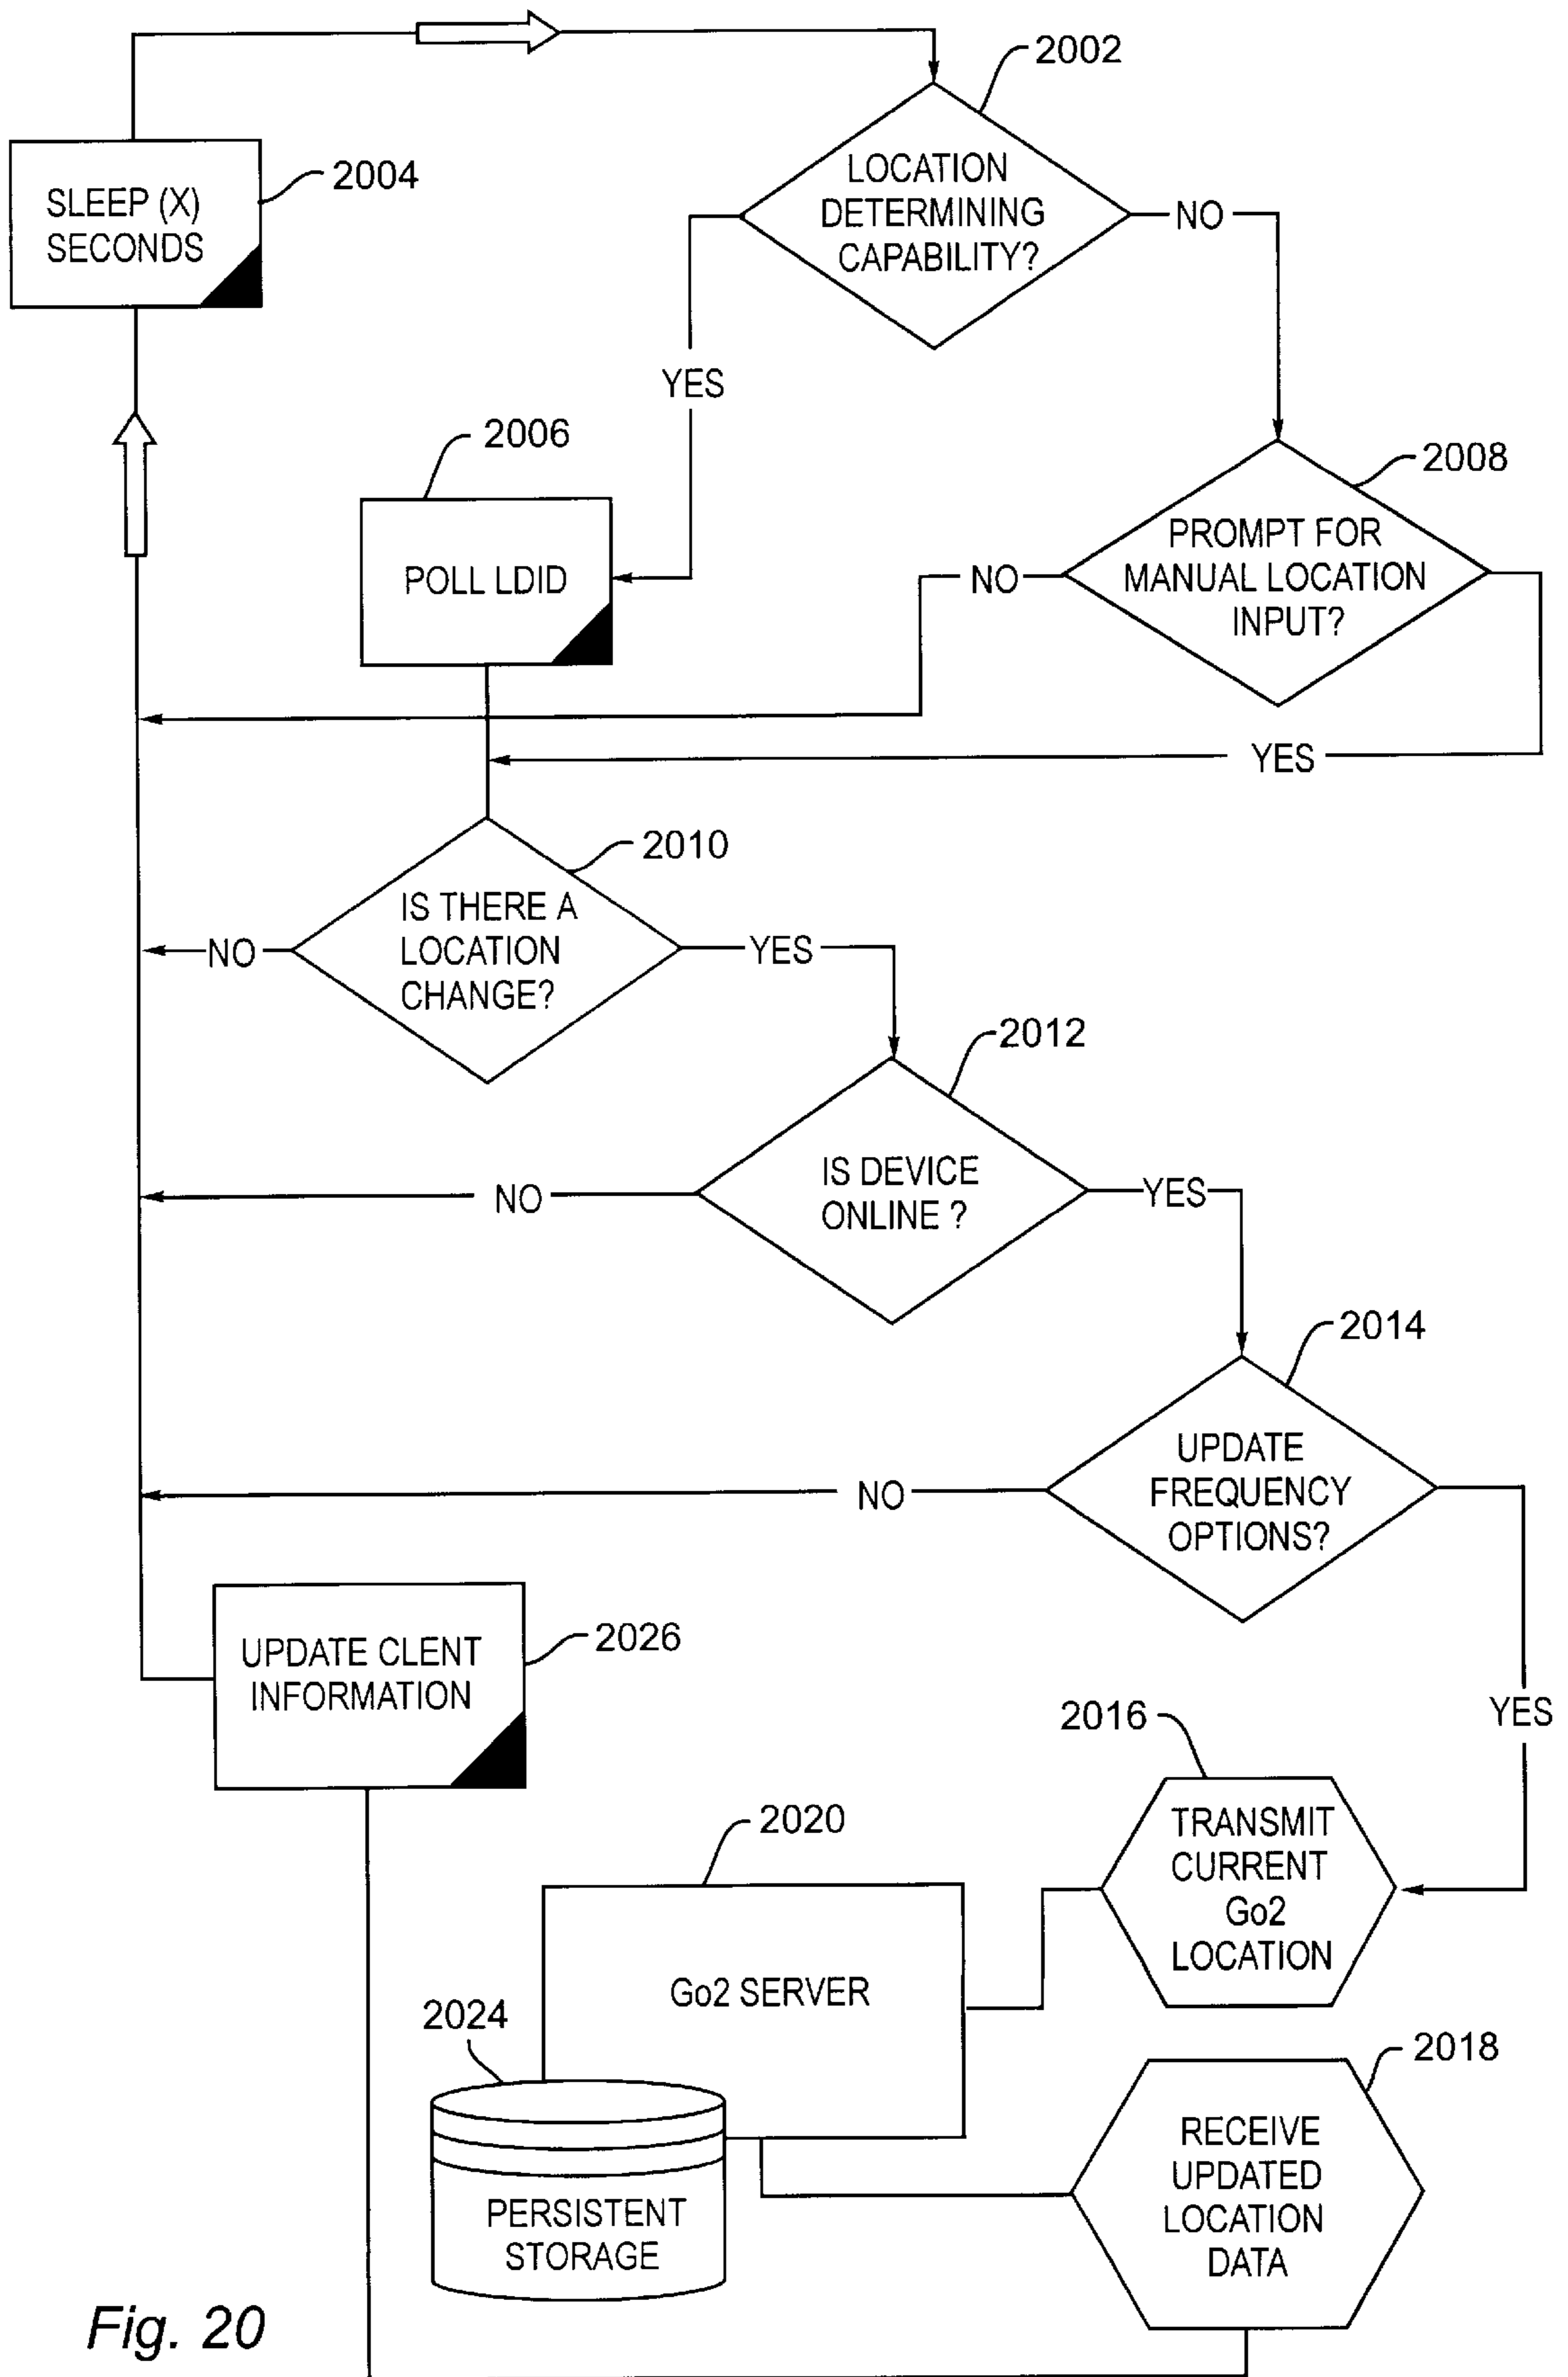 2002
2004
SLEEP (X)
SECONDS
LOCATION
DETERMINING
CAPABILITY?
NO
YES
2006
2008
POLL LDID
PROMPT FOR
MANUAL LOCATION
INPUT?
NO
YES
2010
IS THERE A
LOCATION
CHANGE?
NO
YES
2012
IS DEVICE
ONLINE ?
NO
YES
2014
UPDATE
FREQUENCY
OPTIONS?
NO
YES
2026
UPDATE CLENT
INFORMATION
2016
TRANSMIT
CURRENT
Go2
LOCATION
2020
Go2 SERVER
2024
PERSISTENT
STORAGE
2018
RECEIVE
UPDATED
LOCATION
DATA
Fig. 20